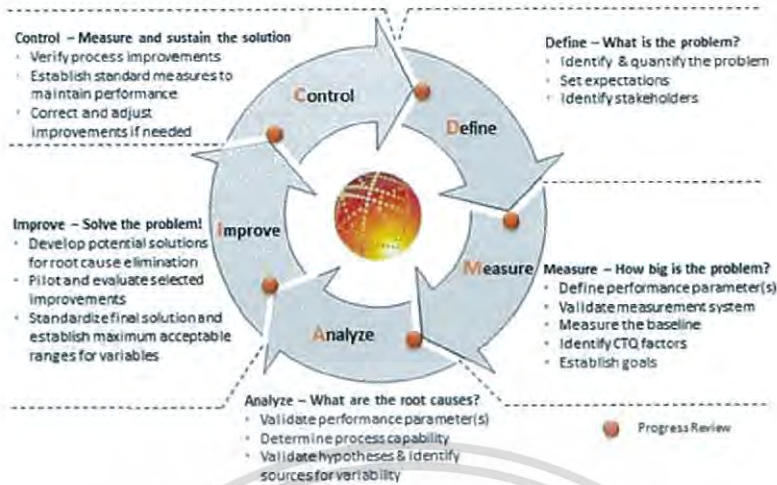 Control – Measure and sustain the solution
· Verify process improvements
· Establish standard measures to
maintain performance
· Correct and adjust
improvements if needed
Define – What is the problem?
· Identify & quantify the problem
· Set expectations
· Identify stakeholders
Control
Define
Improve
Measure
Analyze
Improve – Solve the problem!
· Develop potential solutions
for root cause elimination
· Pilot and evaluate selected
improvements
· Standardize final solution and
establish maximum acceptable
ranges for variables
Measure – How big is the problem?
· Define performance parameter(s)
· Validate measurement system
· Measure the baseline
· Identify CTQ factors
· Establish goals
Analyze – What are the root causes?
· Validate performance parameter(s)
· Determine process capability
· Validate hypotheses & identify
sources for variability
Progress Review